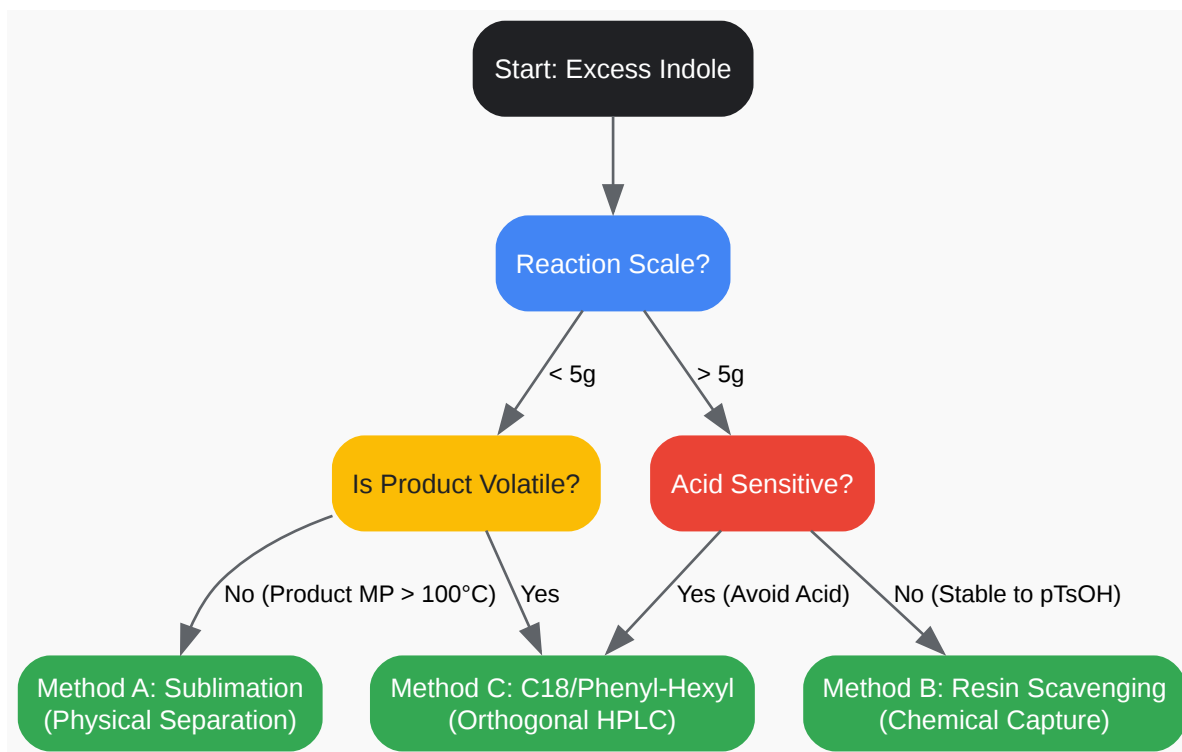 Start: Excess Indole
Reaction Scale?
< 5g
> 5g
Is Product Volatile?
Acid Sensitive?
No (Product MP > 100°C)
Yes
Yes (Avoid Acid)
No (Stable to pTsOH)
Method A: Sublimation
(Physical Separation)
Method C: C18/Phenyl-Hexyl
(Orthogonal HPLC)
Method B: Resin Scavenging
(Chemical Capture)